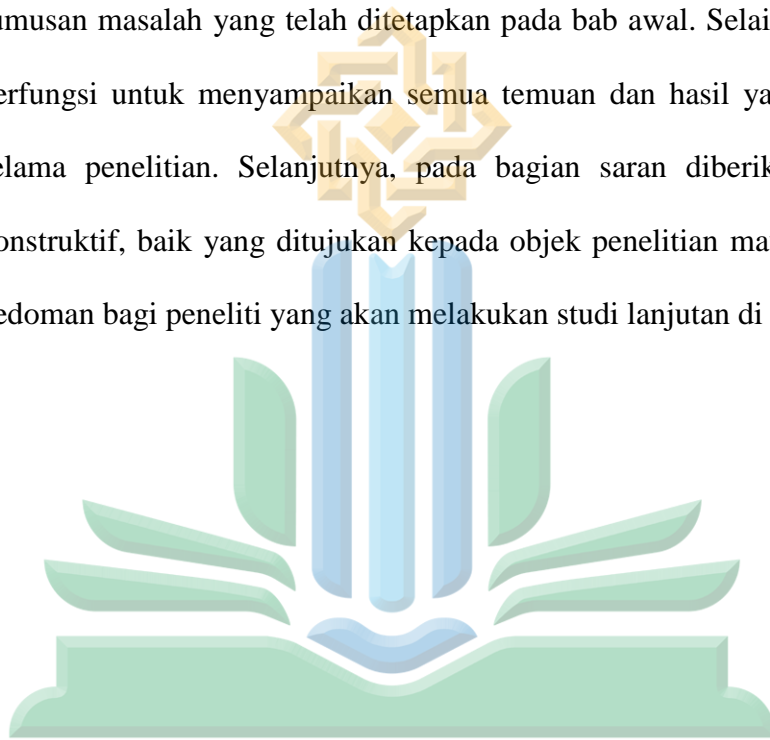 umusan masalah yang telah ditetapkan pada bab awal. Selai
erfungsi untuk menyampaikan semua temuan dan hasil ya
elama penelitian. Selanjutnya, pada bagian saran diberik
onstruktif, baik yang ditujukan kepada objek penelitian ma
edoman bagi peneliti yang akan melakukan studi lanjutan di